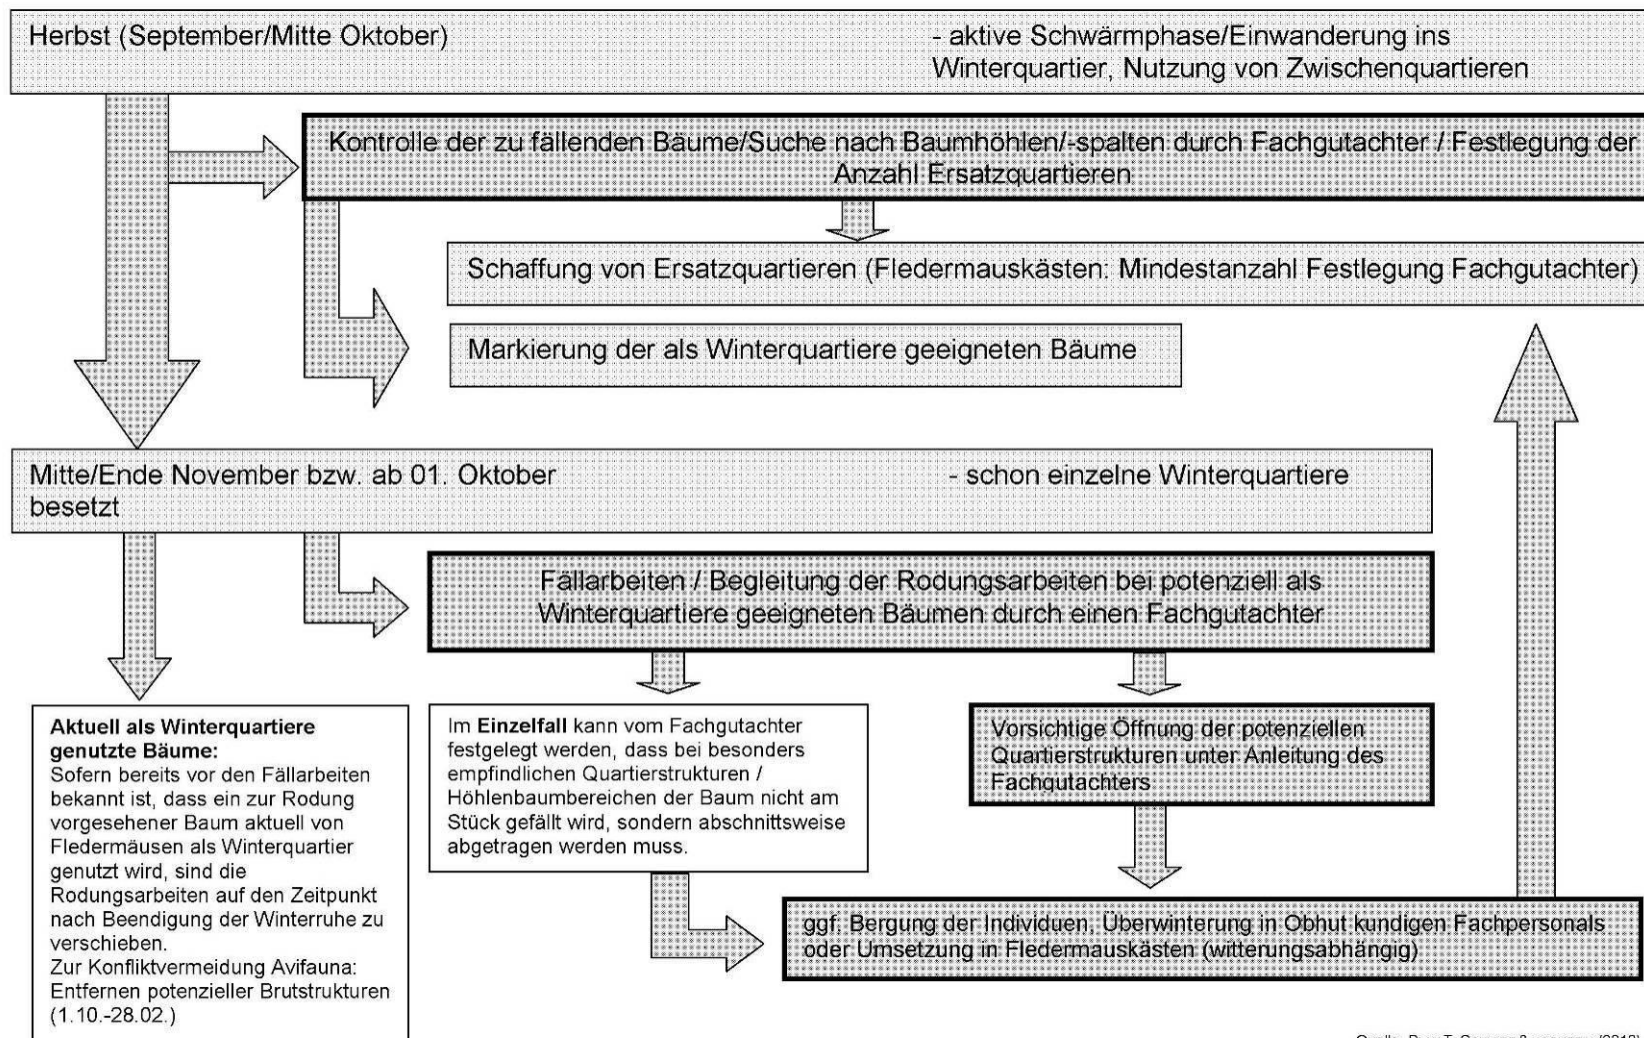 Herbst (September/Mitte Oktober) - aktive Schwärmphase/Einwanderung ins
Winterquartier, Nutzung von Zwischenquartieren
Kontrolle der zu fällenden Bäume/Suche nach Baumhöhlen/-spalten durch Fachgutachter / Festlegung der
Anzahl Ersatzquartieren
Schaffung von Ersatzquartieren (Fledermauskästen: Mindestanzahl Festlegung Fachgutachter)
Markierung der als Winterquartiere geeigneten Bäume
Mitte/Ende November bzw. ab 01. Oktober - schon einzelne Winterquartiere
besetzt
Fällarbeiten / Begleitung der Rodungsarbeiten bei potenziell als
Winterquartiere geeigneten Bäumen durch einen Fachgutachter
Aktuell als Winterquartiere
genutzte Bäume:
Sofern bereits vor den Fällarbeiten
bekannt ist, dass ein zur Rodung
vorgesehener Baum aktuell von
Fledermäusen als Winterquartier
genutzt wird, sind die
Rodungsarbeiten auf den Zeitpunkt
nach Beendigung der Winterruhe zu
verschieben.
Zur Konfliktvermeidung Avifauna:
Entfernen potenzieller Brutstrukturen
(1.10.-28.02.)
Im Einzelfall kann vom Fachgutachter
festgelegt werden, dass bei besonders
empfindlichen Quartierstrukturen /
Höhlenbaumbereichen der Baum nicht am
Stück gefällt wird, sondern abschnittsweise
abgetragen werden muss.
Vorsichtige Öffnung der potenziellen
Quartierstrukturen unter Anleitung des
Fachgutachters
ggf. Bergung der Individuen, Überwinterung in Obhut kundigen Fachpersonals
oder Umsetzung in Fledermauskästen (witterungsabhängig)